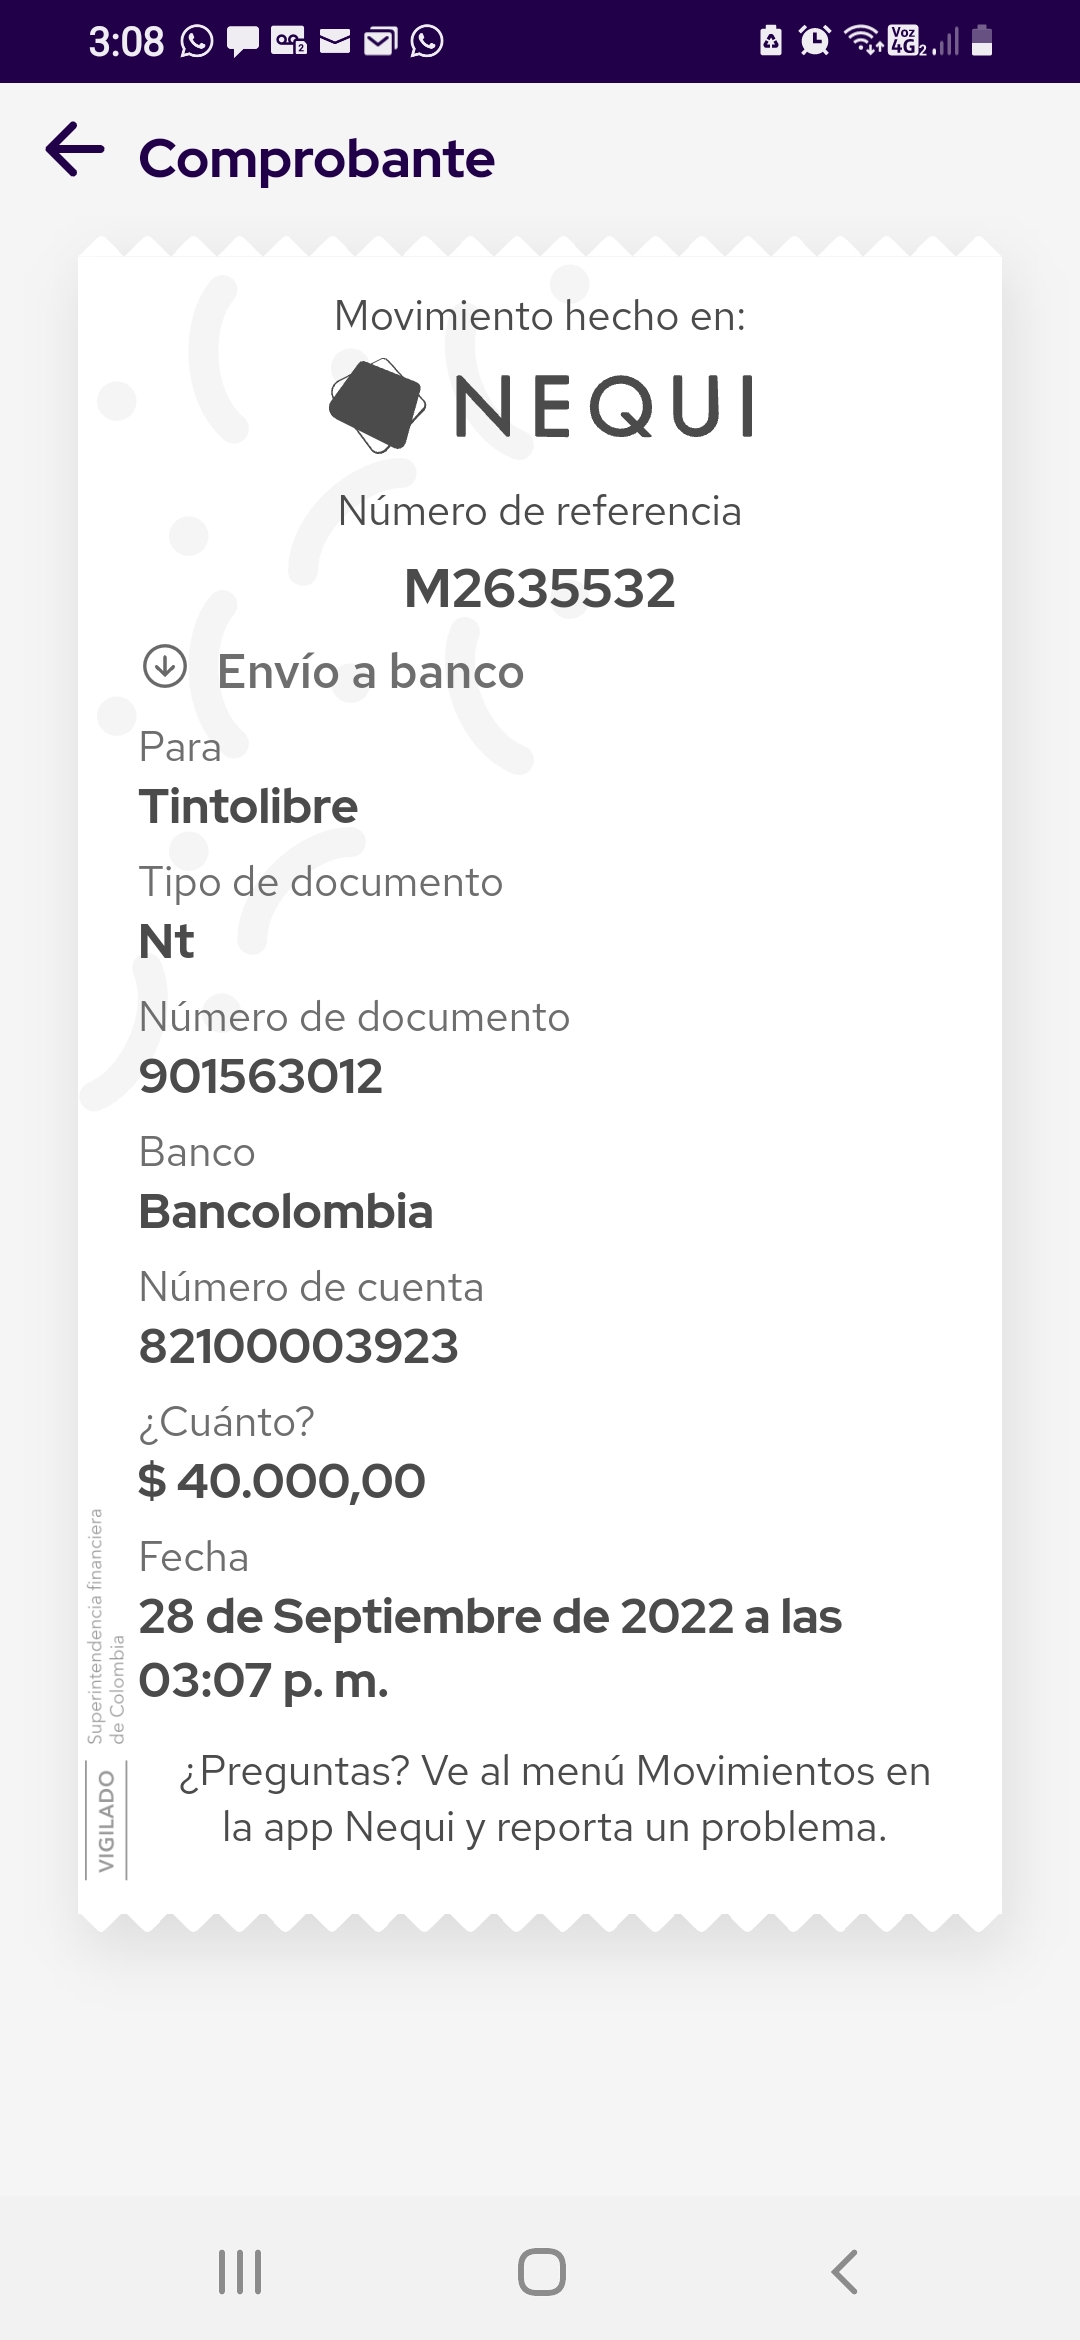 3:08
Voz
4G 2
Comprobante
Movimiento hecho en:
NEQUI
Número de referencia
M2635532
Envío a banco
Para
Tintolibre
Tipo de documento
Nt
Número de documento
901563012
Banco
Bancolombia
Número de cuenta
82100003923
¿Cuánto?
$ 40.000,00
Fecha
28 de Septiembre de 2022 a las
03:07 p. m.
VIGILADO
Superintendencia financiera
de Colombia
¿Preguntas? Ve al menú Movimientos en
la app Nequi y reporta un problema.